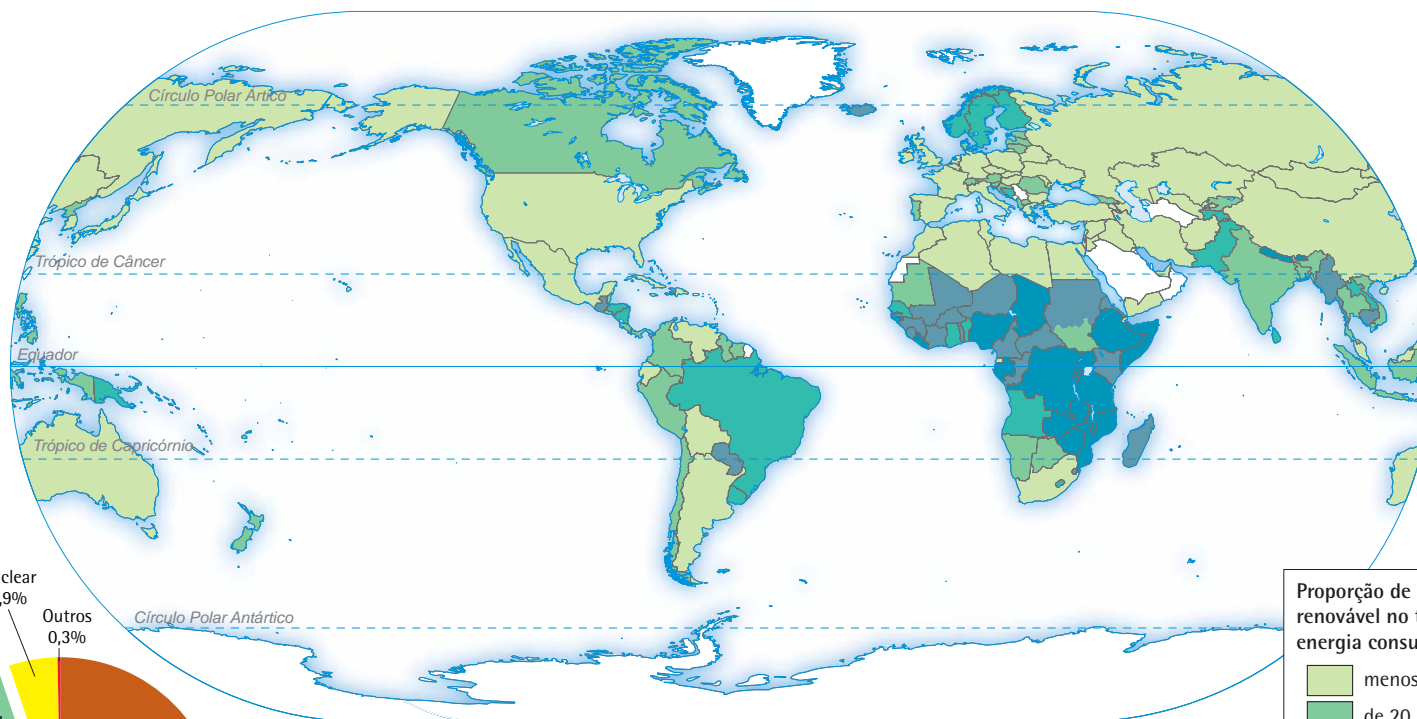 Círculo Polar Ártico
Trópico de Câncer
Equador
Trópico de Capricórnio
Círculo Polar Antártico
clear
,9%
Outros
0,3%
Proporção de
renovável no
energia consu
menos
de 20